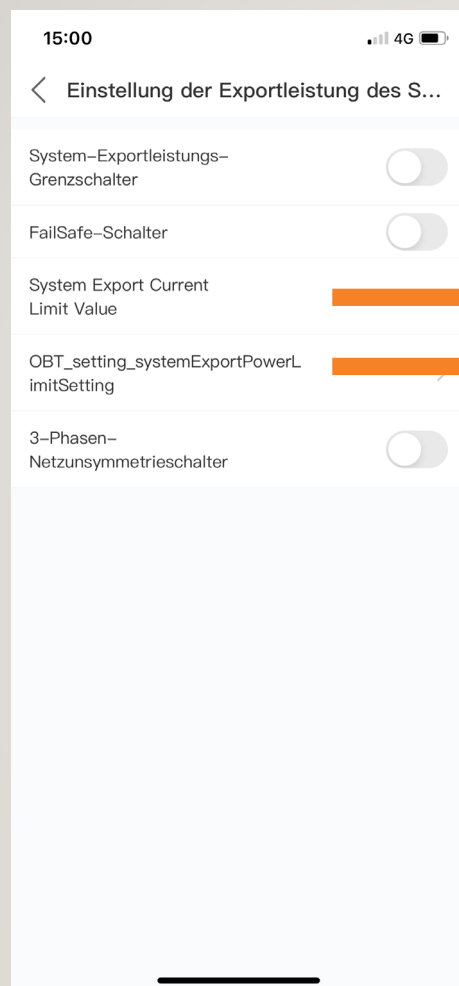 15:00
4G
Einstellung der Exportleistung des S...
System-Exportleistungs-
Grenzschalter
FailSafe-Schalter
System Export Current
Limit Value
OBT_setting_systemExportPowerL
imitSetting
3-Phasen-
Netzunsymmetrieschalter